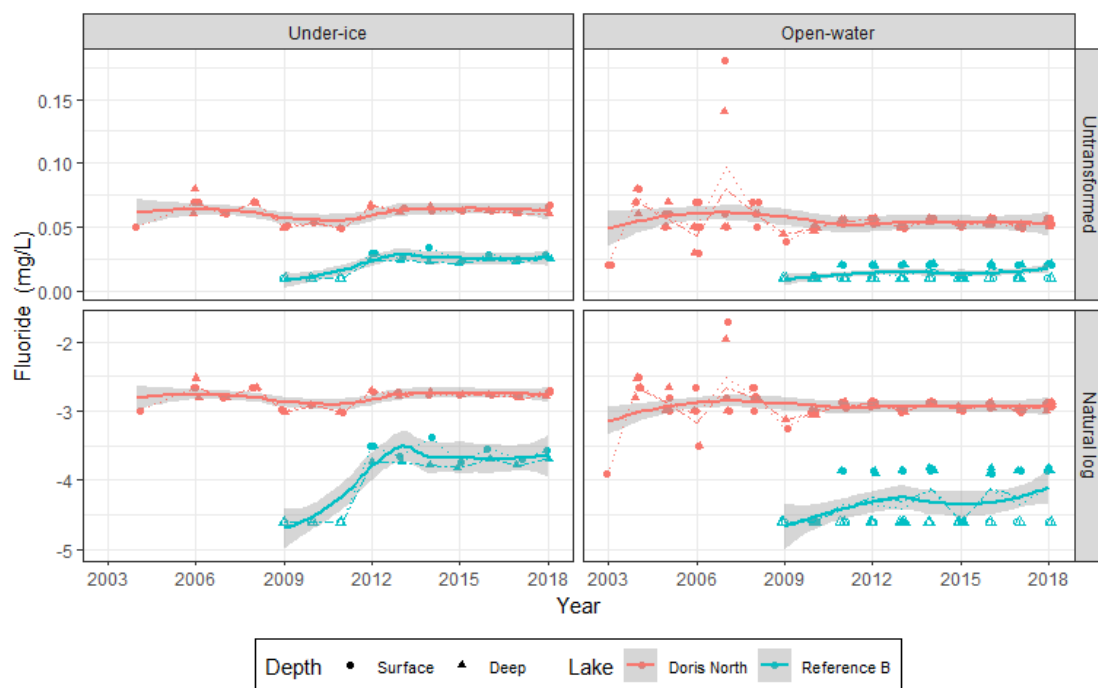 Under-ice Open-water
0.15
0.10
0.05
0.00
Untransformed
Fluoride (mg/L)
-2
-3
-4
-5
Natural log
2003 2006 2009 2012 2015 2018 2003 2006 2009 2012 2015 2018
Year
Depth Surface Deep Lake Doris North Reference B